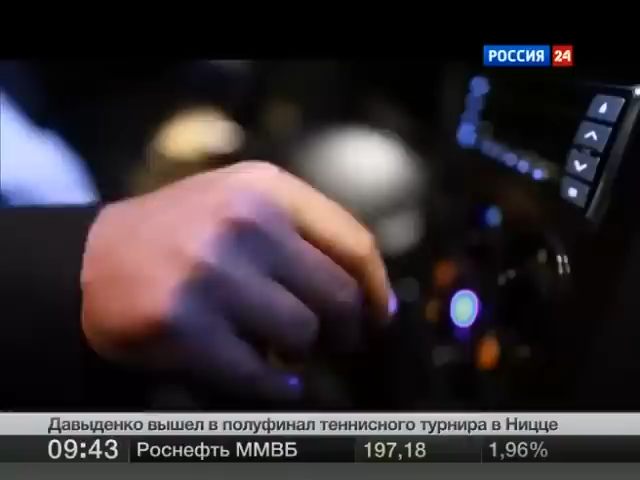 РОССИЯ 24
Давыденко вышел в полуфинал теннисного турнира в Ницце
09:43 Роснефть ММВБ 197,18 1,96%